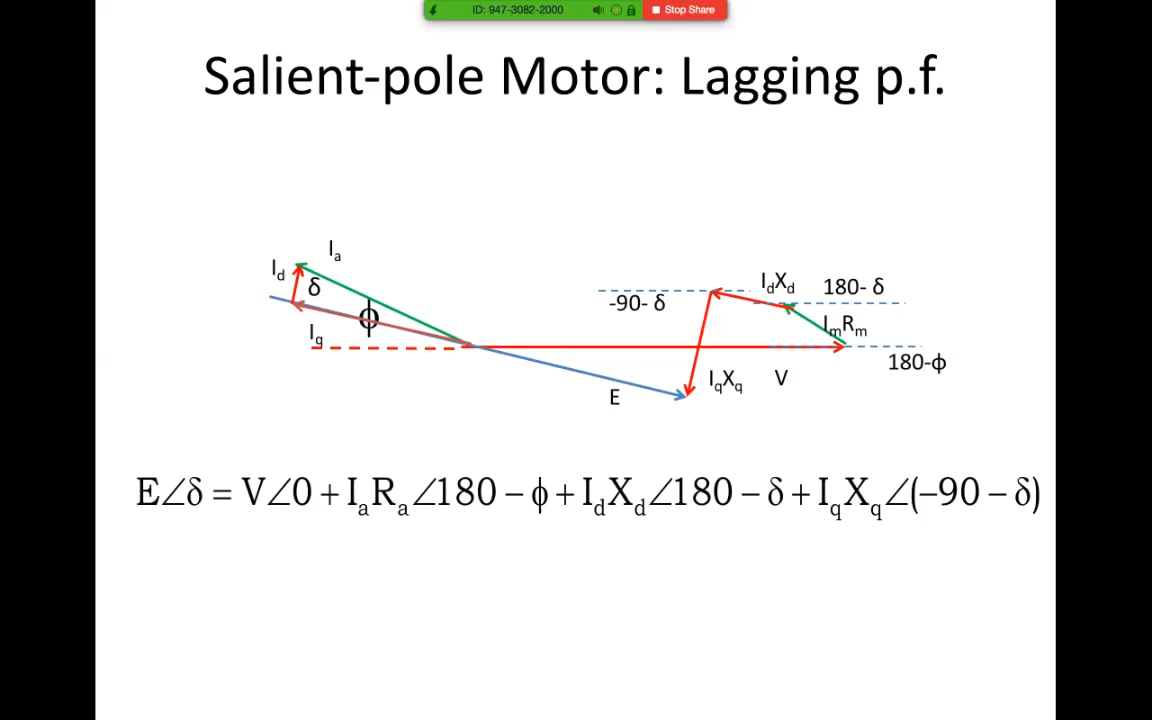 ID: 947-3082-2000 Stop Share
Salient-pole Motor: Lagging p.f.
Ia
Id δ IdXd 180- δ
-90- δ
ϕ ImRm
Iq
180-ϕ
IqXq V
E
E∠δ = V∠0 + IaRa∠180 − ϕ + IdXd∠180 − δ + IqXq∠(−90 − δ)